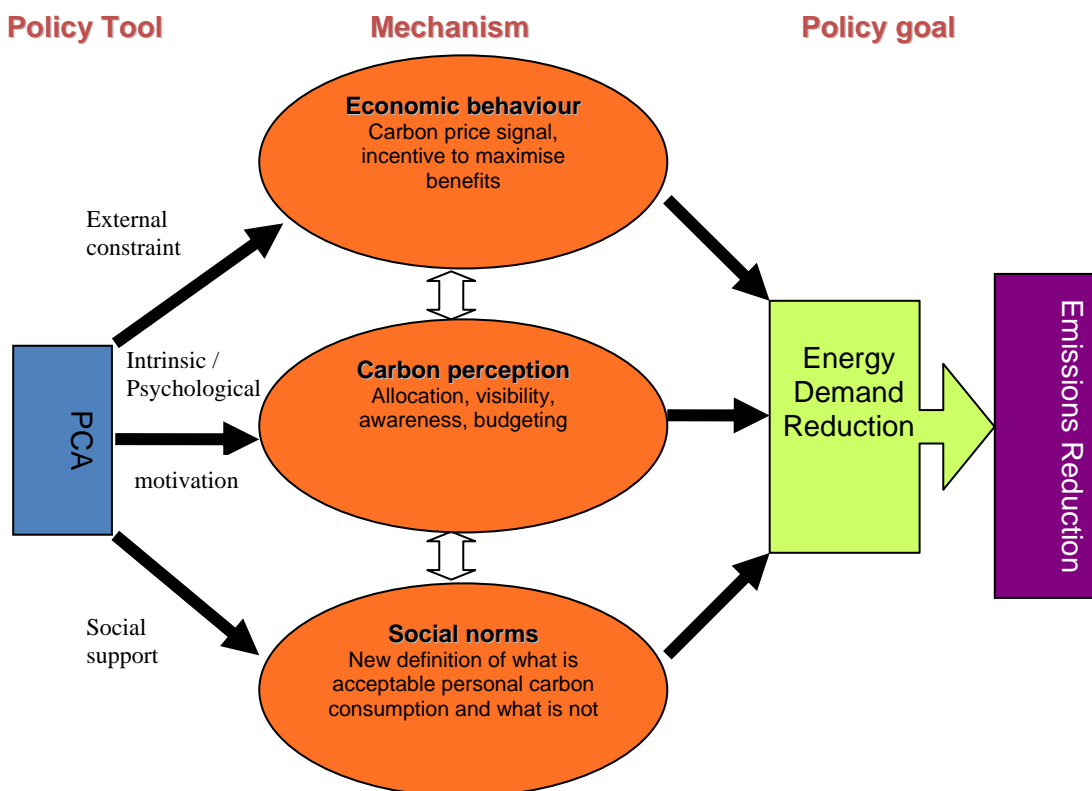 Policy Tool
Mechanism
Policy goal
Economic behaviour
Carbon price signal,
incentive to maximise
benefits
External
constraint
Intrinsic /
Psychological
motivation
PCA
Carbon perception
Allocation, visibility,
awareness, budgeting
Energy
Demand
Reduction
Emissions Reduction
Social
support
Social norms
New definition of what is
acceptable personal carbon
consumption and what is not